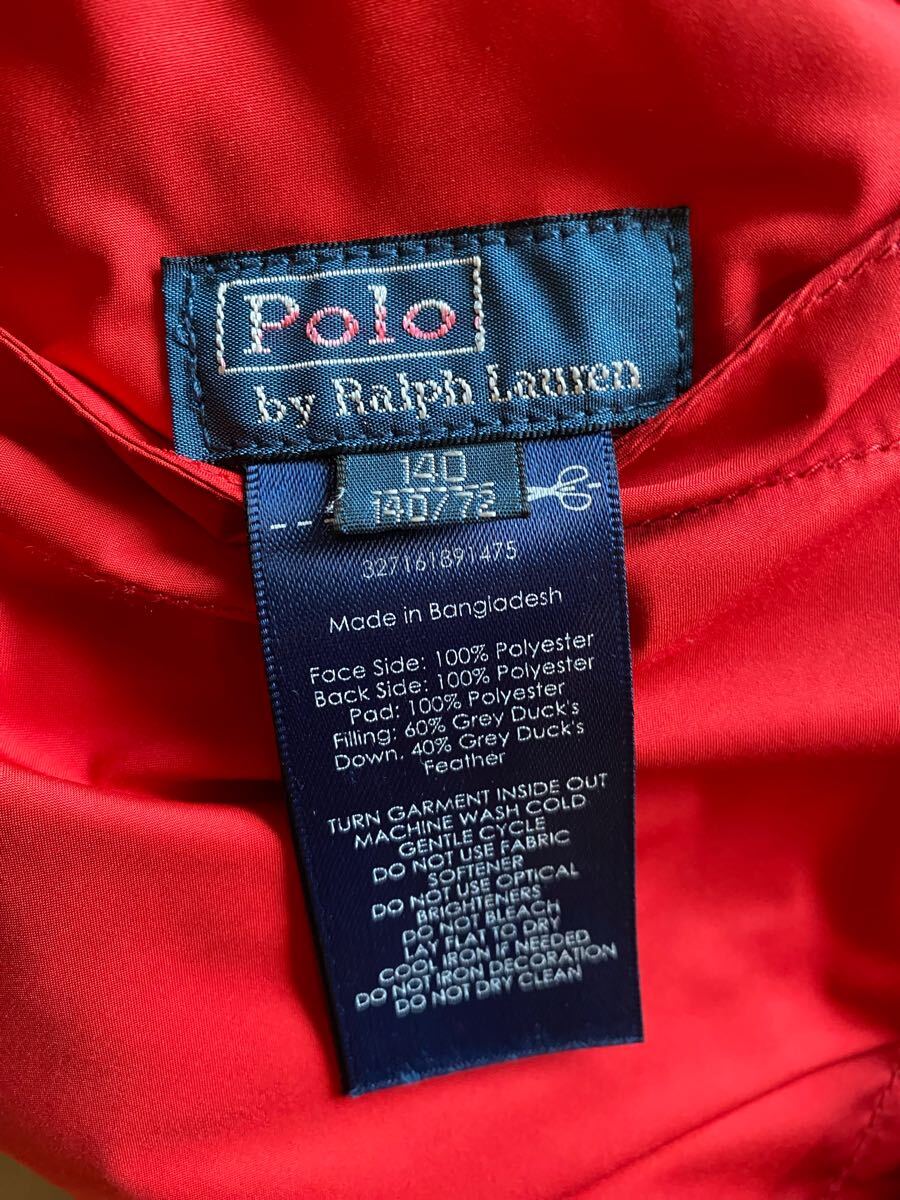 Polo
by Ralph Lauren
140
140/72
327161891475
Made in Bangladesh
Face Side: 100% Polyester
Back Side: 100% Polyester
Pad: 100% Polyester
Filling: 60% Grey Duck's
Down, 40% Grey Duck's
Feather
TURN GARMENT INSIDE OUT
MACHINE WASH COLD
GENTLE CYCLE
DO NOT USE FABRIC
SOFTENER
DO NOT USE OPTICAL
BRIGHTENERS
DO NOT BLEACH
LAY FLAT TO DRY
COOL IRON IF NEEDED
DO NOT IRON DECORATION
DO NOT DRY CLEAN